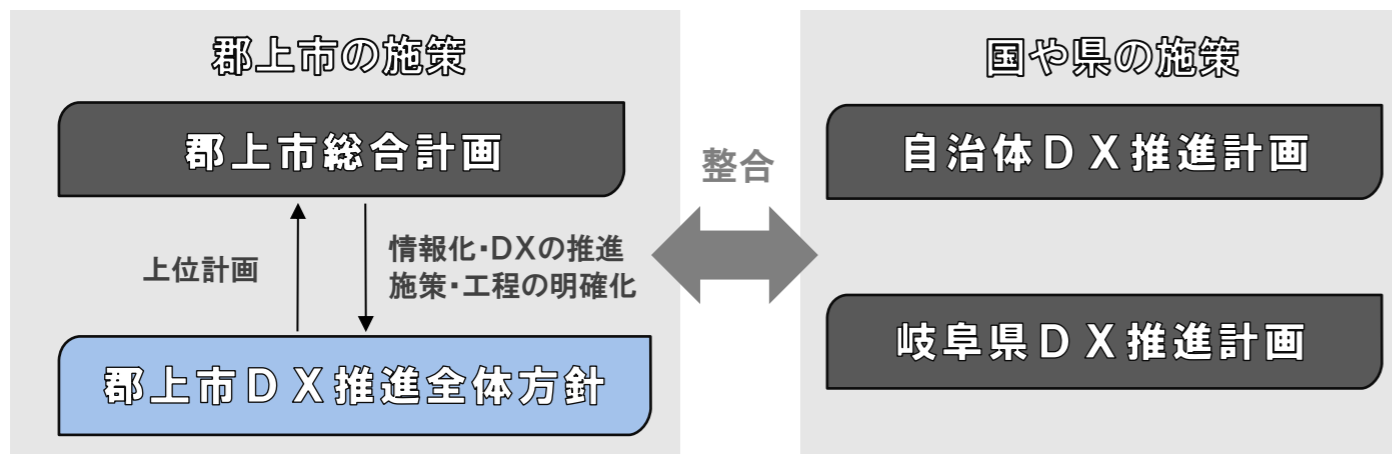 郡上市の施策
郡上市総合計画
上位計画
情報化・DXの推進
施策・工程の明確化
郡上市ＤＸ推進全体方針
整合
国や県の施策
自治体ＤＸ推進計画
岐阜県ＤＸ推進計画